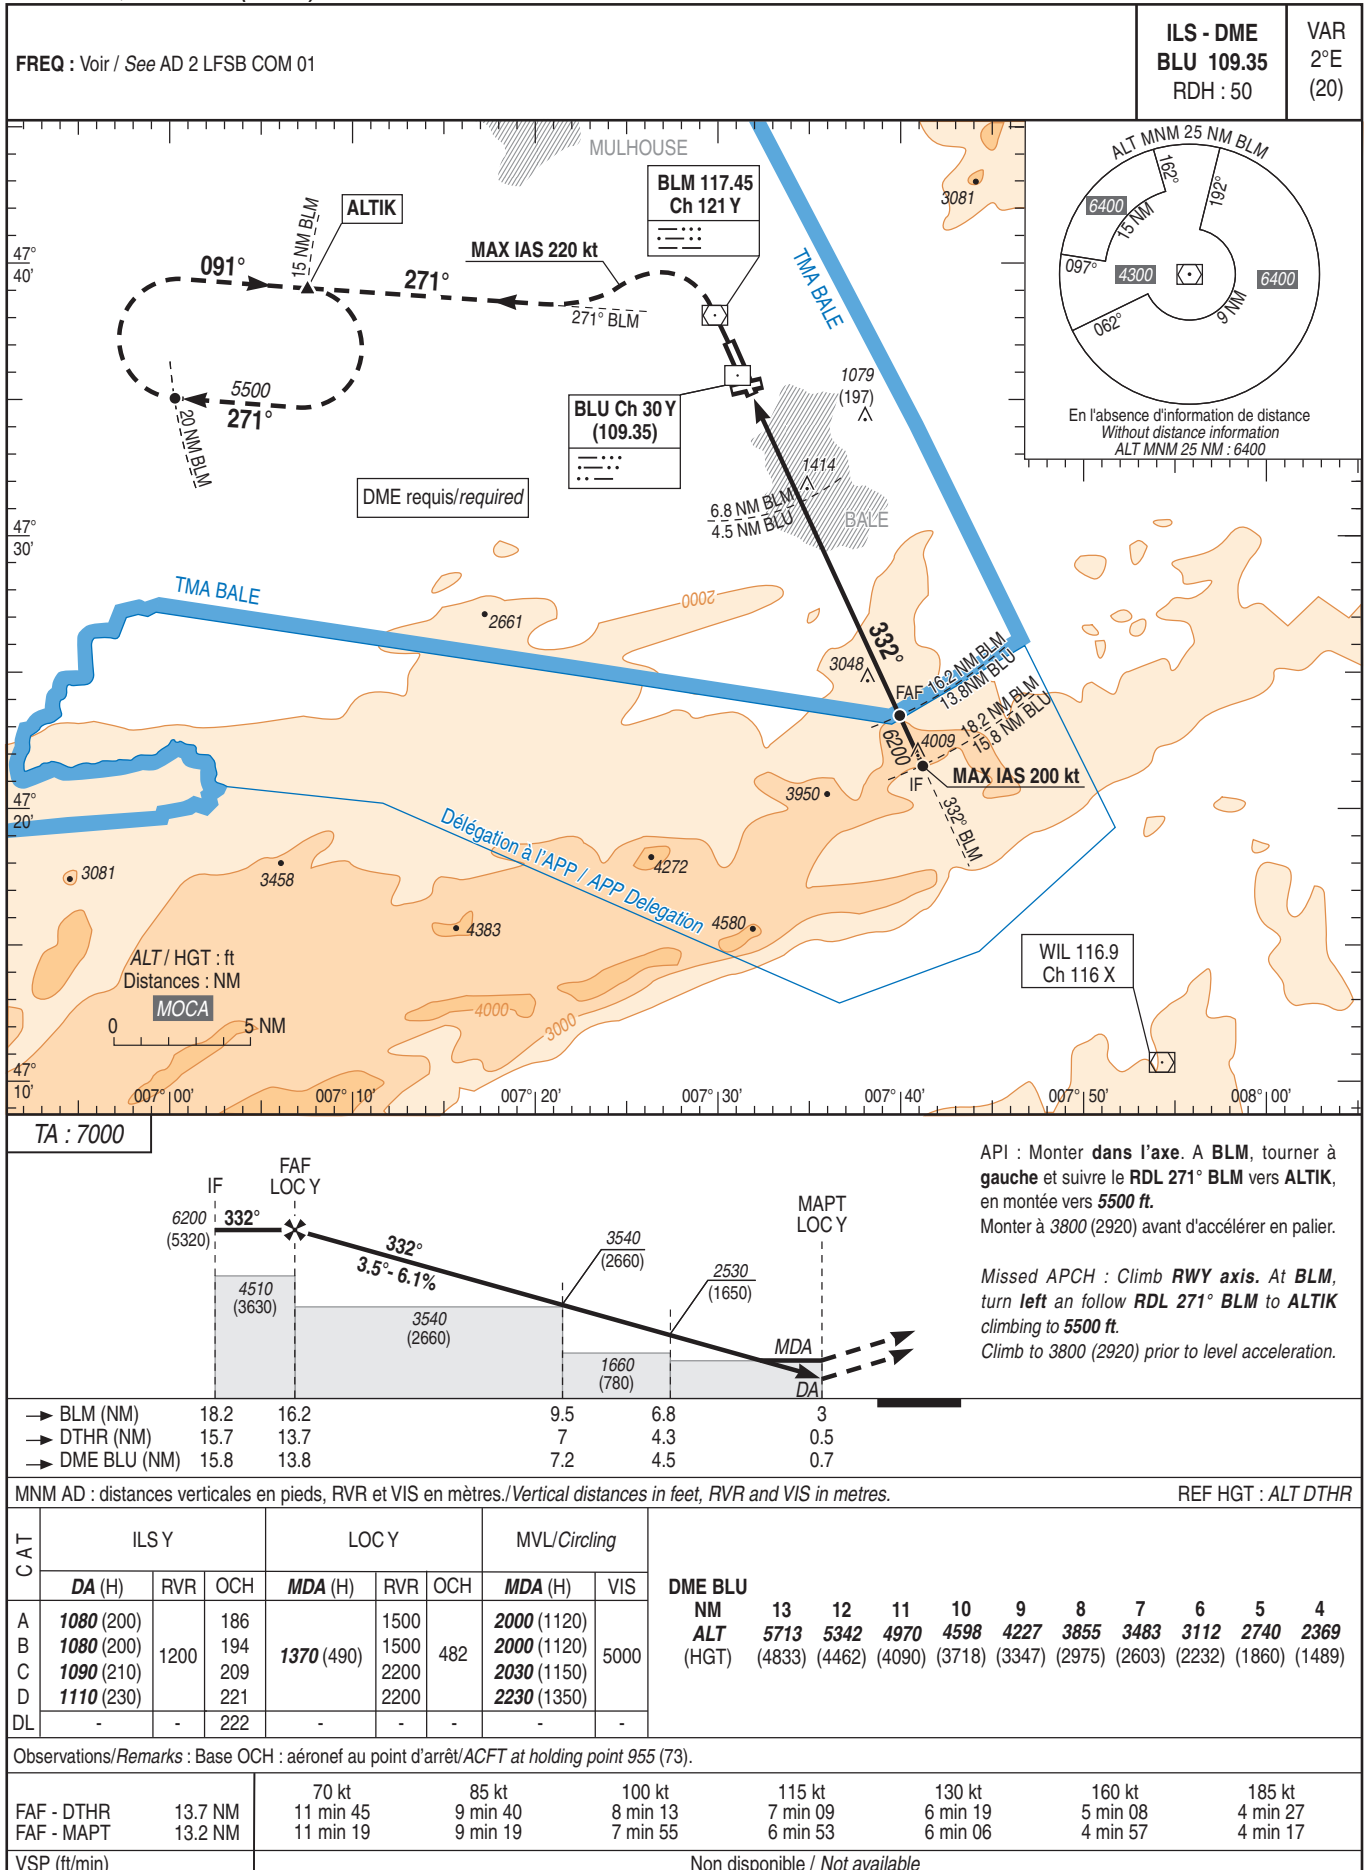 FREQ : Voir / See AD 2 LFSB COM 01
ILS - DME
BLU 109.35
RDH : 50
VAR
2°E
(20)
MULHOUSE
BLM 117.45
Ch 121 Y
ALTIK
15 NM BLM
MAX IAS 220 kt
091°
271°
271° BLM
5500
271°
20 NM BLM
TMA BALE
3081
ALT MNM 25 NM BLM
162°
192°
6400
15 NM
097°
4300
6400
062°
9 NM
En l'absence d'information de distance
Without distance information
ALT MNM 25 NM : 6400
47°
40'
BLU Ch 30 Y
(109.35)
1079
(197)
1414
DME requis/required
6.8 NM BLM
4.5 NM BLU
BALE
47°
30'
TMA BALE
2000
2661
332°
3048
FAF
16.2 NM BLM
13.8NM BLU
18.2 NM BLM
15.8 NM BLU
6200
4009
MAX IAS 200 kt
IF
332° BLM
3950
47°
20'
Délégation à l'APP / APP Delegation
3081
3458
4272
4383
4580
ALT / HGT : ft
Distances : NM
MOCA
0 5 NM
4000
3000
WIL 116.9
Ch 116 X
47°
10'
007° 00' 007° 10' 007° 20' 007° 30' 007° 40' 007° 50' 008° 00'
TA : 7000
IF
FAF
LOC Y
6200
(5320)
332°
332°
3.5°- 6.1%
4510
(3630)
3540
(2660)
3540
(2660)
2530
(1650)
1660
(780)
MAPT
LOC Y
MDA
DA
API : Monter dans l'axe. A BLM, tourner à
gauche et suivre le RDL 271° BLM vers ALTIK,
en montée vers 5500 ft.
Monter à 3800 (2920) avant d'accélérer en palier.
Missed APCH : Climb RWY axis. At BLM,
turn left an follow RDL 271° BLM to ALTIK
climbing to 5500 ft.
Climb to 3800 (2920) prior to level acceleration.
BLM (NM) 18.2 16.2 9.5 6.8 3
DTHR (NM) 15.7 13.7 7 4.3 0.5
DME BLU (NM) 15.8 13.8 7.2 4.5 0.7
MNM AD : distances verticales en pieds, RVR et VIS en mètres./Vertical distances in feet, RVR and VIS in metres. REF HGT : ALT DTHR
CAT ILS Y LOC Y MVL/Circling
DA (H) RVR OCH MDA (H) RVR OCH MDA (H) VIS
A 1080 (200) 1200 186 1370 (490) 1500 482 2000 (1120) 5000
B 1080 (200) 194 1500 2000 (1120)
C 1090 (210) 209 2200 2030 (1150)
D 1110 (230) 221 2200 2230 (1350)
DL - - 222 - - - - -
DME BLU
NM 13 12 11 10 9 8 7 6 5 4
ALT 5713 5342 4970 4598 4227 3855 3483 3112 2740 2369
(HGT) (4833) (4462) (4090) (3718) (3347) (2975) (2603) (2232) (1860) (1489)
Observations/Remarks : Base OCH : aéronef au point d'arrêt/ACFT at holding point 955 (73).
70 kt 85 kt 100 kt 115 kt 130 kt 160 kt 185 kt
FAF - DTHR 13.7 NM 11 min 45 9 min 40 8 min 13 7 min 09 6 min 19 5 min 08 4 min 27
FAF - MAPT 13.2 NM 11 min 19 9 min 19 7 min 55 6 min 53 6 min 06 4 min 57 4 min 17
VSP (ft/min) Non disponible / Not available